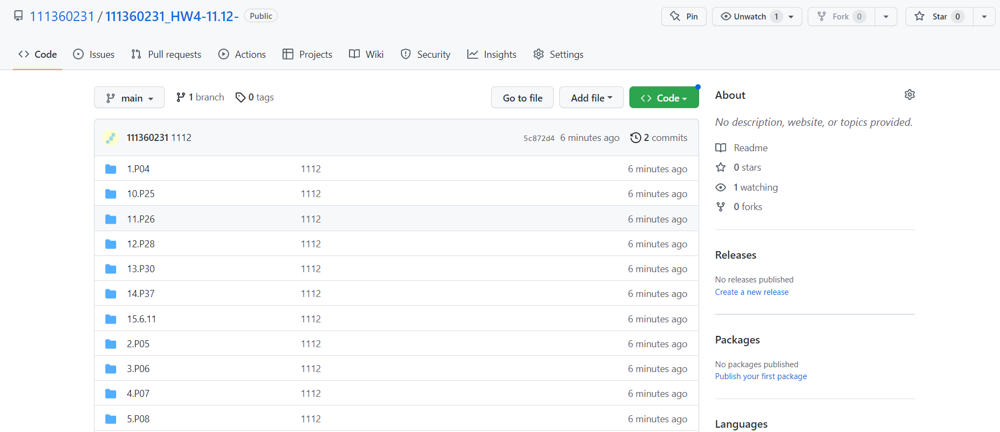 111360231 / 111360231_HW4-11.12- Public
Pin Unwatch 1 Fork 0 Star 0
Code Issues Pull requests Actions Projects Wiki Security Insights Settings
main 1 branch 0 tags Go to file Add file Code
111360231 1112 5c872d4 6 minutes ago 2 commits
1.P04 1112 6 minutes ago
10.P25 1112 6 minutes ago
11.P26 1112 6 minutes ago
12.P28 1112 6 minutes ago
13.P30 1112 6 minutes ago
14.P37 1112 6 minutes ago
15.6.11 1112 6 minutes ago
2.P05 1112 6 minutes ago
3.P06 1112 6 minutes ago
4.P07 1112 6 minutes ago
5.P08 1112 6 minutes ago
About
No description, website, or topics provided.
Readme
0 stars
1 watching
0 forks
Releases
No releases published
Create a new release
Packages
No packages published
Publish your first package
Languages